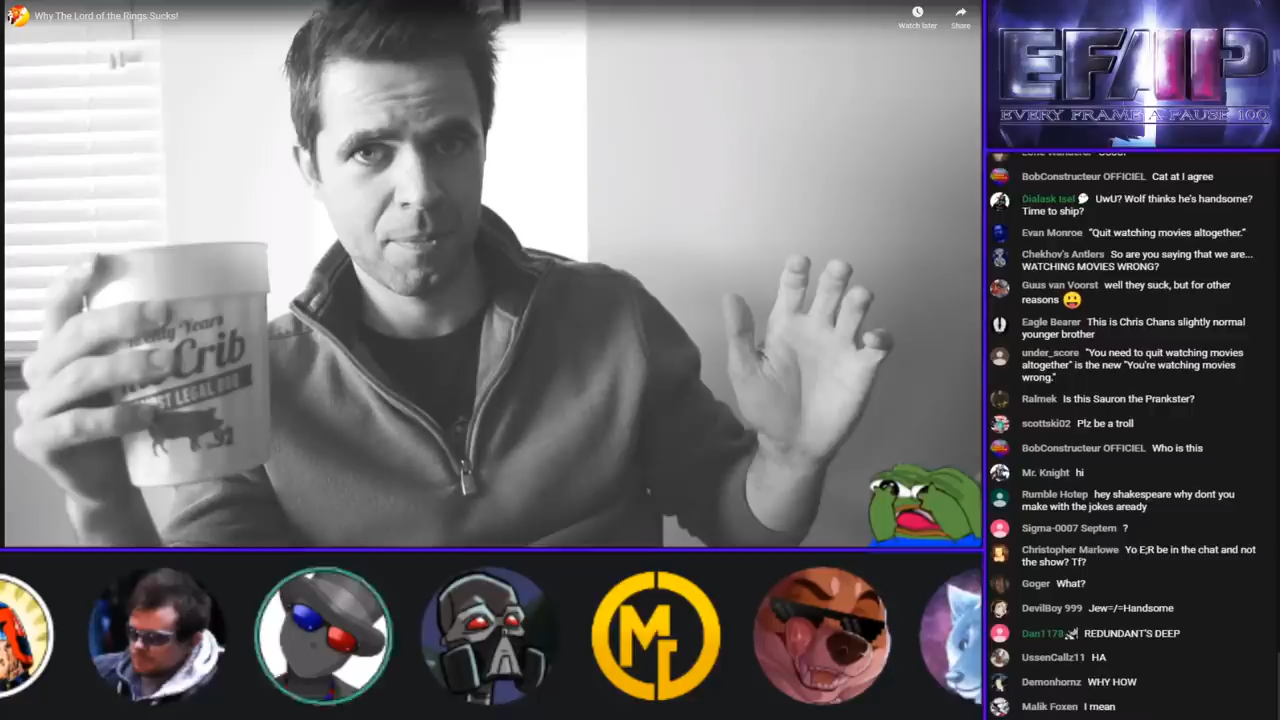 Why The Lord of the Rings Sucks!
Watch later
Share
Years
Crib
MOST LEGAL BBQ
92
EFAP
EVERY FRAME A PAUSE 100
BobConstructeur OFFICIEL Cat at I agree
Dialask Isel UwU? Wolf thinks he's handsome?
Time to ship?
Evan Monroe "Quit watching movies altogether."
Chekhov's Antlers So are you saying that we are...
WATCHING MOVIES WRONG?
Guus van Voorst well they suck, but for other
reasons
Eagle Bearer This is Chris Chans slightly normal
younger brother
under_score "You need to quit watching movies
altogether" is the new "You're watching movies
wrong."
Ralmek Is this Sauron the Prankster?
scottski02 Plz be a troll
BobConstructeur OFFICIEL Who is this
Mr. Knight hi
Rumble Hotep hey shakespeare why dont you
make with the jokes aready
Sigma-0007 Septem ?
Christopher Marlowe Yo E;R be in the chat and not
the show? Tf?
Goger What?
DevilBoy 999 Jew=/=Handsome
Dan1178 REDUNDANT'S DEEP
UssenCallz11 HA
Demonhornz WHY HOW
Malik Foxen I mean